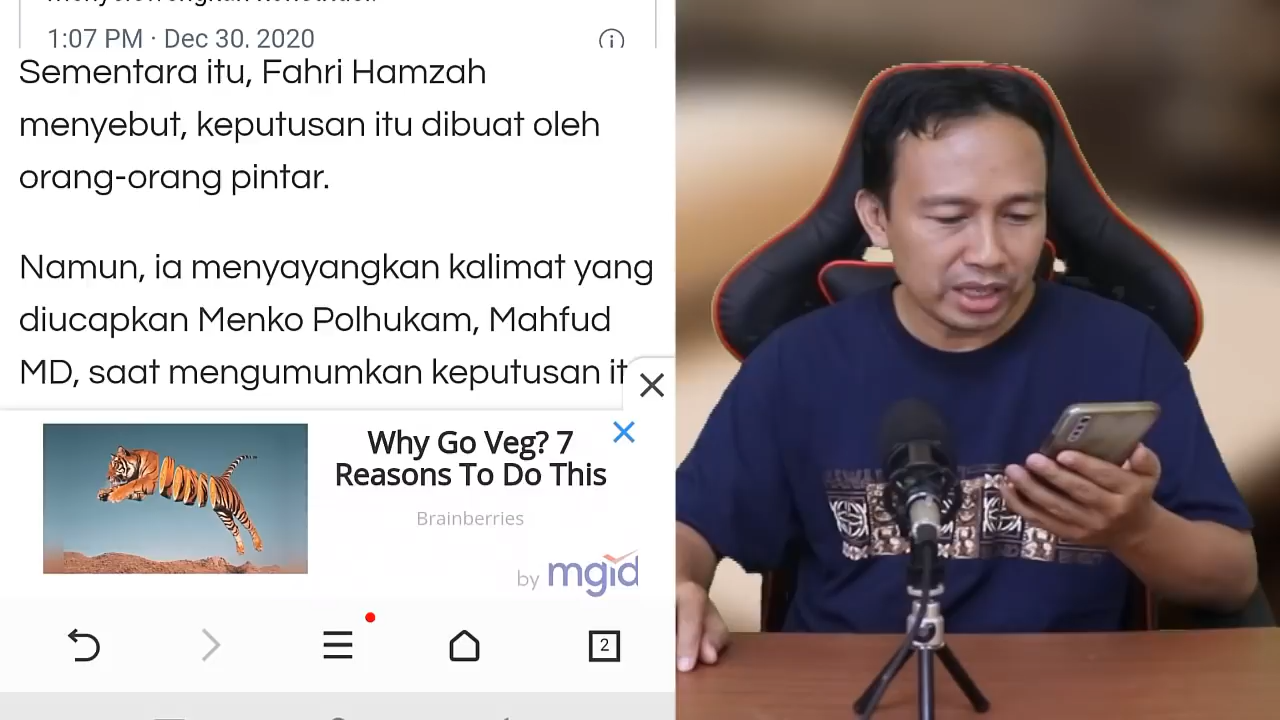 1:07 PM · Dec 30, 2020
Sementara itu, Fahri Hamzah
menyebut, keputusan itu dibuat oleh
orang-orang pintar.
Namun, ia menyayangkan kalimat yang
diucapkan Menko Polhukam, Mahfud
MD, saat mengumumkan keputusan it
Why Go Veg? 7
Reasons To Do This
Brainberries
by mgid
2